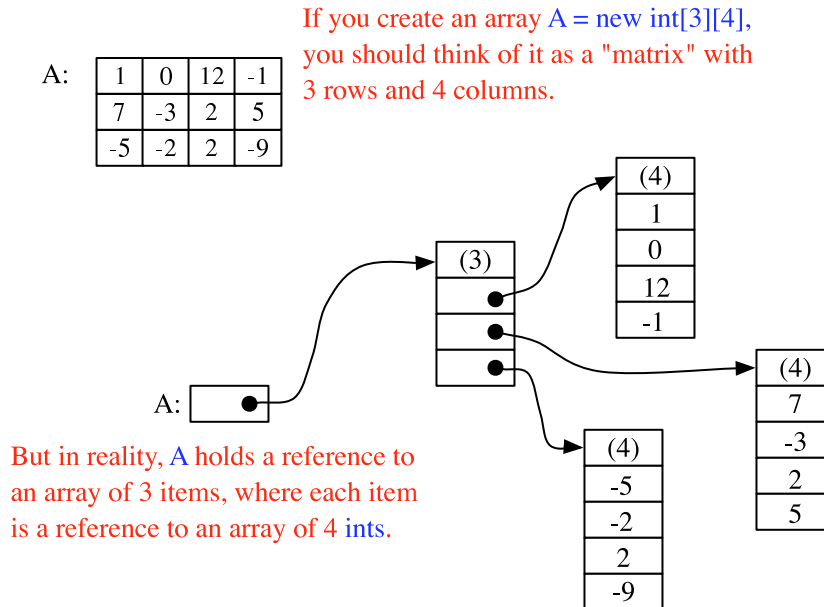 If you create an array A = new int[3][4],
you should think of it as a "matrix" with
3 rows and 4 columns.
A:
1 0 12 -1
7 -3 2 5
-5 -2 2 -9
(4)
1
0
12
-1
(3)
(4)
7
-3
2
5
A:
(4)
-5
-2
2
-9
But in reality, A holds a reference to
an array of 3 items, where each item
is a reference to an array of 4 ints.